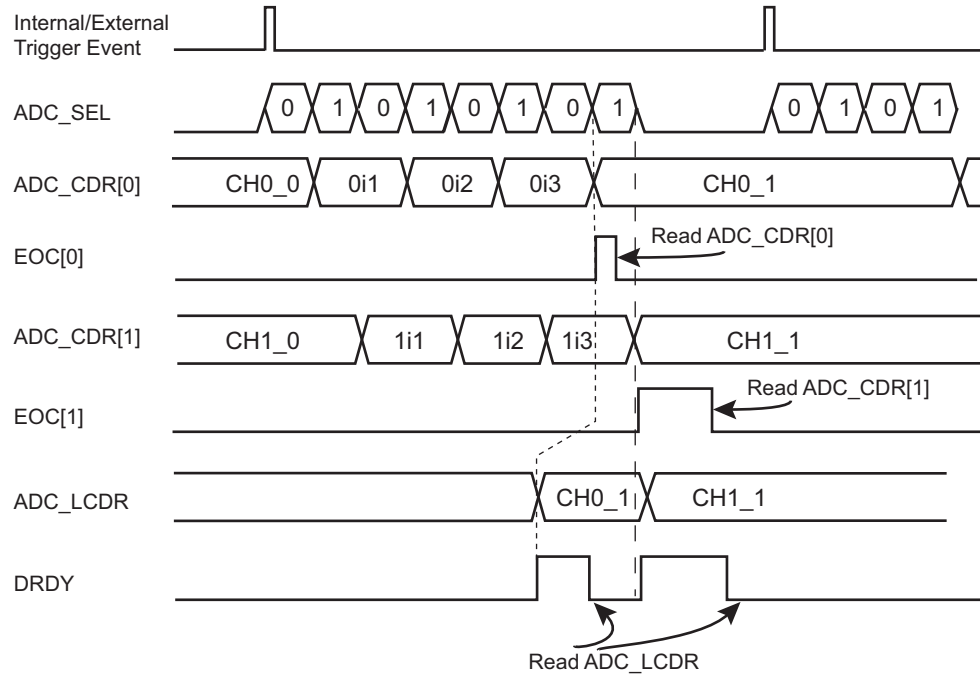 Internal/External
Trigger Event
ADC_SEL
0 1 0 1 0 1 0 1 0 1 0 1
ADC_CDR[0]
CH0_0 0i1 0i2 0i3 CH0_1
EOC[0]
Read ADC_CDR[0]
ADC_CDR[1]
CH1_0 1i1 1i2 1i3 CH1_1
EOC[1]
Read ADC_CDR[1]
ADC_LCDR
CH0_1 CH1_1
DRDY
Read ADC_LCDR